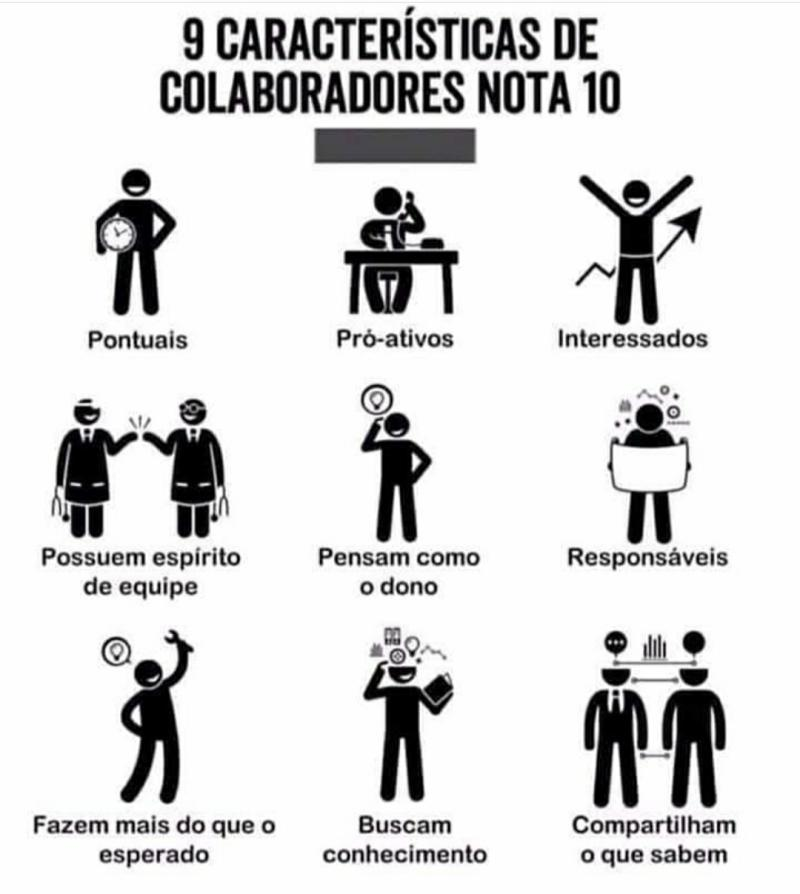 9 CARACTERÍSTICAS DE
COLABORADORES NOTA 10
Pontuais
Pró-ativos
Interessados
Possuem espírito
de equipe
Pensam como
o dono
Responsáveis
Fazem mais do que o
esperado
Buscam
conhecimento
Compartilham
o que sabem